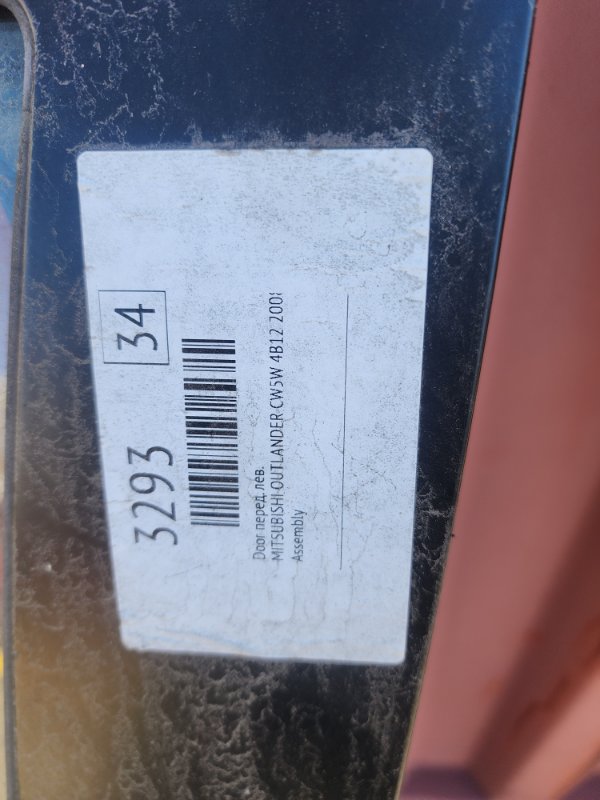 3293 34
Door перед. лев.
MITSUBISHI OUTLANDER CW5W 4B12
Assembly